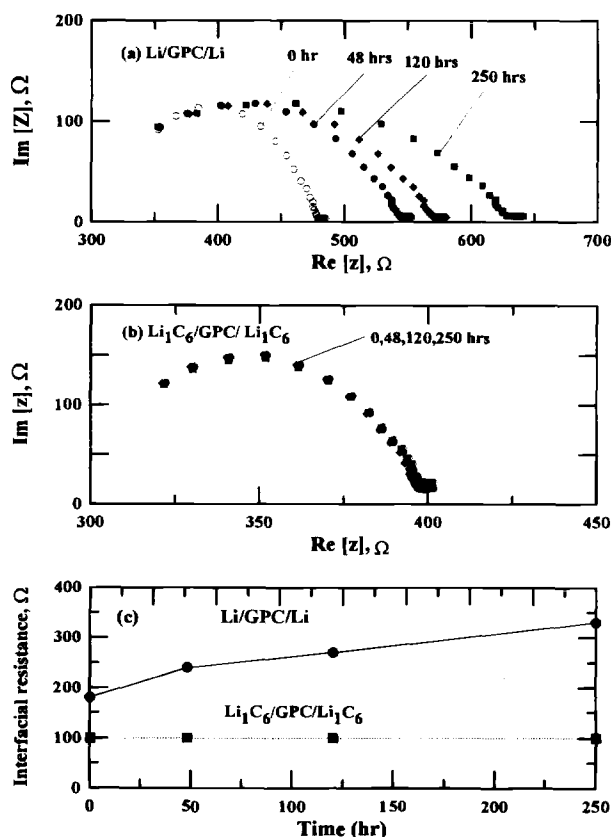 200
(a) Li/GPC/Li
0 hr
48 hrs
120 hrs
250 hrs
100
0
Im [Z], Ω
300 400 500 600 700
Re [z], Ω
200
(b) Li₁C₆/GPC/ Li₁C₆
0,48,120,250 hrs
100
0
Im [z], Ω
300 350 400 450
Re [z], Ω
400
(c)
Li/GPC/Li
300
200
Li₁C₆/GPC/Li₁C₆
100
0
Interfacial resistance, Ω
0 50 100 150 200 250
Time (hr)